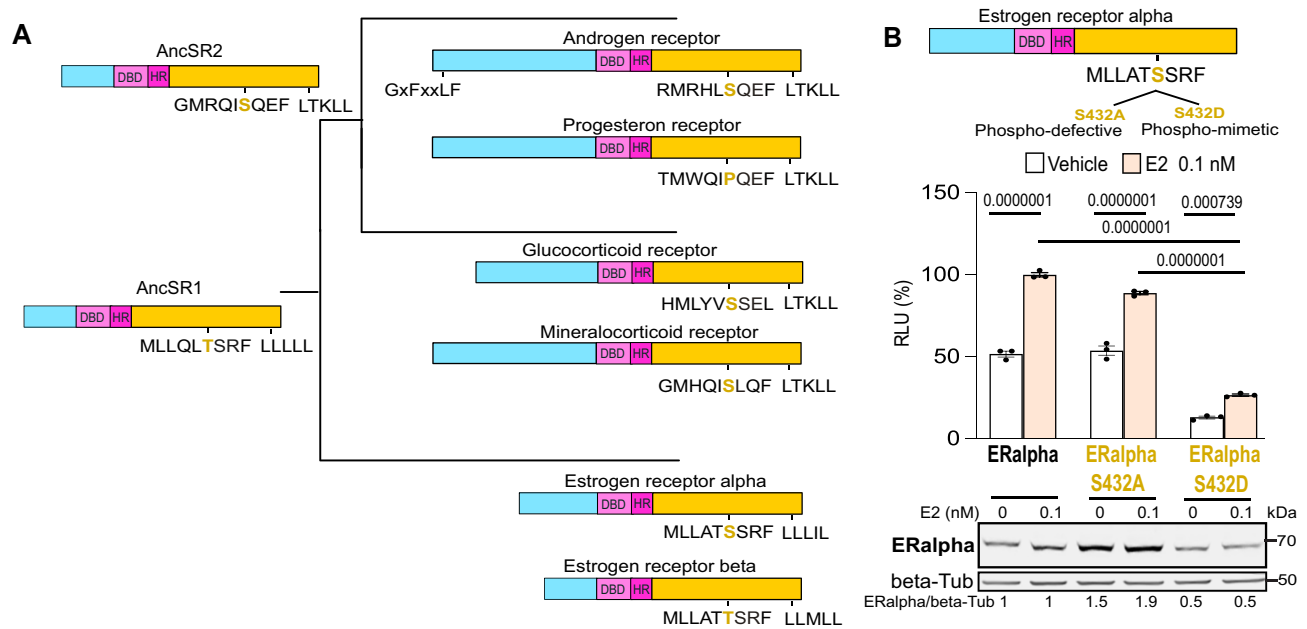 A
AncSR2
DBD HR
GMRQISQEF LTKLL
Androgen receptor
DBD HR
GxFxxLF RMRHLSQEF LTKLL
Progesteron receptor
DBD HR
TMWQIPQEF LTKLL
Glucocorticoid receptor
DBD HR
HMLYVSSEL LTKLL
AncSR1
DBD HR
MLLQLTSRF LLLLL
Mineralocorticoid receptor
DBD HR
GMHQISLQF LTKLL
Estrogen receptor alpha
DBD HR
MLLATSSRF LLLIL
Estrogen receptor beta
DBD HR
MLLATTSRF LLMLL
B
Estrogen receptor alpha
DBD HR
MLLATSSRF
S432A S432D
Phospho-defective Phospho-mimetic
Vehicle E2 0.1 nM
150
100
50
0
RLU (%)
0.0000001 0.0000001 0.000739
0.0000001
0.0000001
ERalpha ERalpha ERalpha
S432A S432D
E2 (nM) 0 0.1 0 0.1 0 0.1 kDa
ERalpha 70
beta-Tub 50
ERalpha/beta-Tub 1 1 1.5 1.9 0.5 0.5